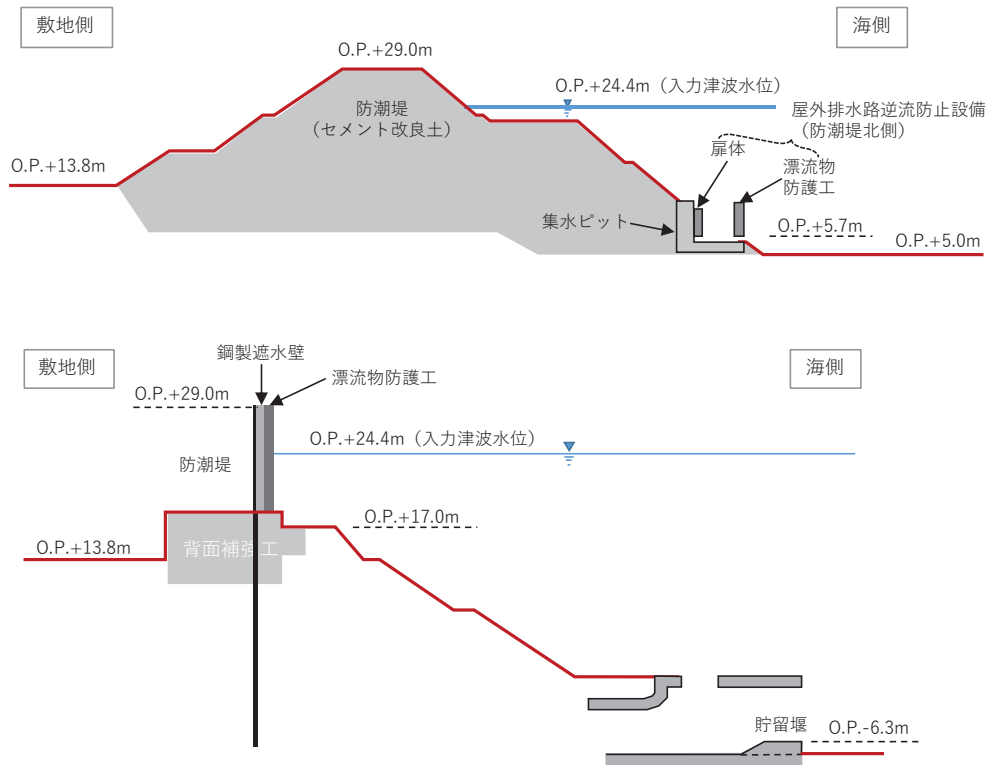 敷地側
海側
O.P.+29.0m
O.P.+24.4m（入力津波水位）
防潮堤
（セメント改良土）
屋外排水路逆流防止設備
（防潮堤北側）
扉体
漂流物
防護工
O.P.+13.8m
集水ピット
O.P.+5.7m
O.P.+5.0m
敷地側
鋼製遮水壁
海側
漂流物防護工
O.P.+29.0m
O.P.+24.4m（入力津波水位）
防潮堤
O.P.+17.0m
O.P.+13.8m
背面補強工
貯留堰
O.P.-6.3m